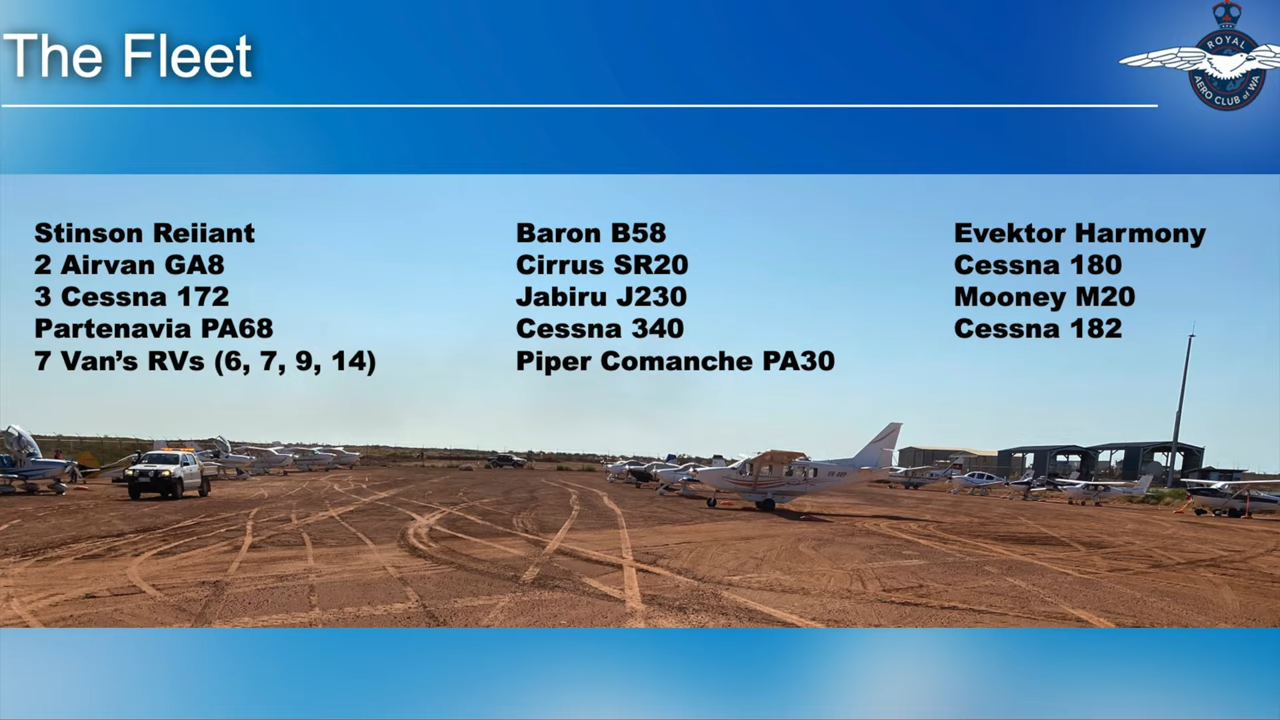 The Fleet
ROYAL
AERO CLUB of WA
Stinson Reiiant
2 Airvan GA8
3 Cessna 172
Partenavia PA68
7 Van’s RVs (6, 7, 9, 14)
Baron B58
Cirrus SR20
Jabiru J230
Cessna 340
Piper Comanche PA30
Evektor Harmony
Cessna 180
Mooney M20
Cessna 182